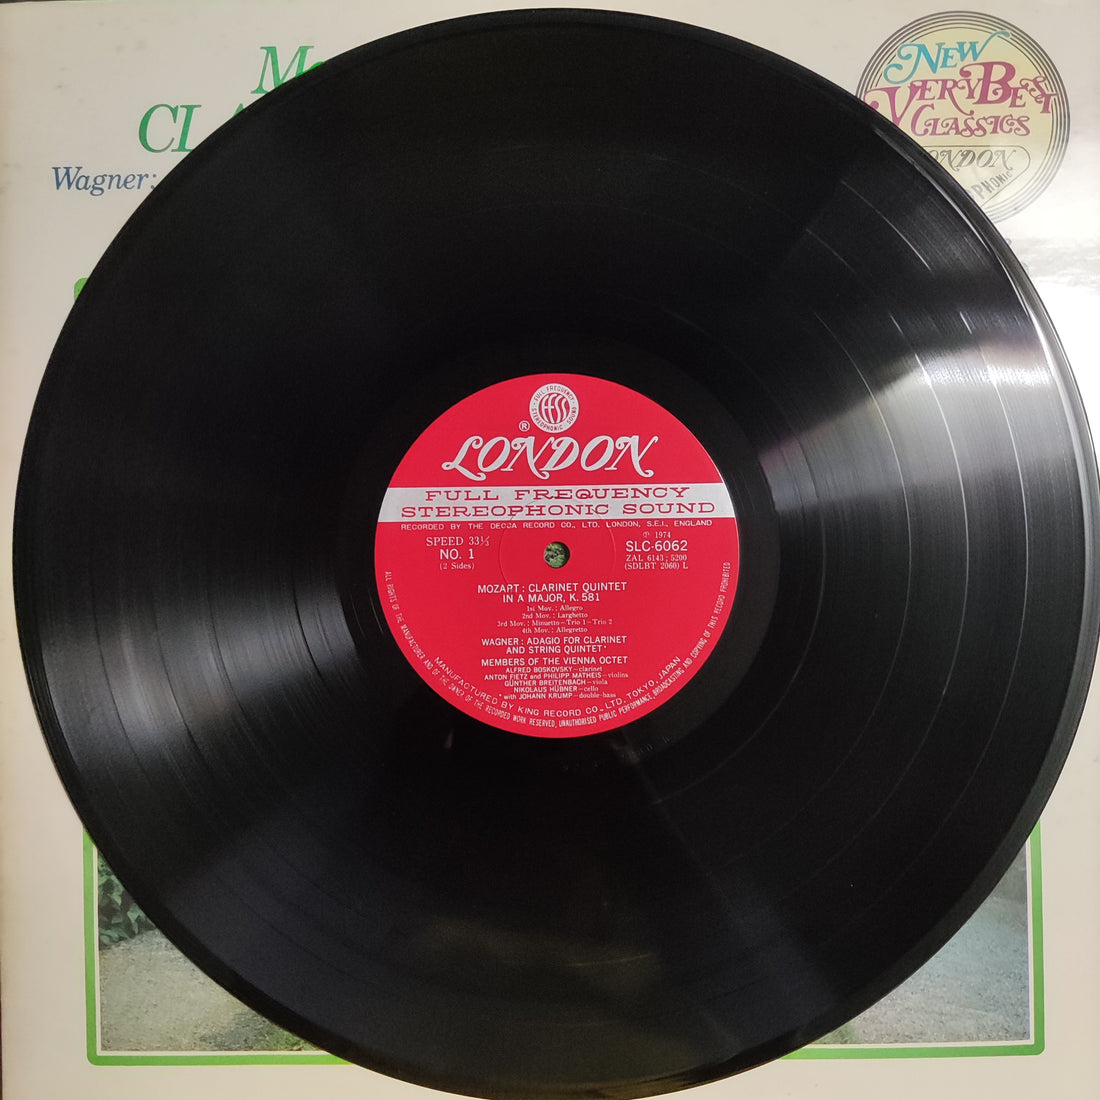 NEW
VERY BEST
CLASSICS
LONDON
Wagner:
FULL FREQUENCY
FFSS
STEREOPHONIC SOUND
®
LONDON
FULL FREQUENCY
STEREOPHONIC SOUND
RECORDED BY THE DECCA RECORD CO., LTD. LONDON, S.E.I., ENGLAND
SPEED 33⅓
NO. 1
(2 Sides)
Ⓟ 1974
SLC-6062
ZAL 6143 ; 5200
(SDLBT 2060) L
MOZART : CLARINET QUINTET
IN A MAJOR, K. 581
1st Mov. : Allegro
2nd Mov. : Larghetto
3rd Mov. : Minuetto–Trio 1–Trio 2
4th Mov. : Allegretto
WAGNER : ADAGIO FOR CLARINET
AND STRING QUINTET*
MEMBERS OF THE VIENNA OCTET
ALFRED BOSKOVSKY–clarinet
ANTON FIETZ and PHILIPP MATHEIS–violins
GÜNTHER BREITENBACH–viola
NIKOLAUS HÜBNER–cello
* with JOHANN KRUMP–double-bass
MANUFACTURED BY KING RECORD CO., LTD, TOKYO, JAPAN
ALL RIGHTS OF THE MANUFACTURER AND OF THE OWNER OF THE RECORDED WORK RESERVED, UNAUTHORISED PUBLIC PERFORMANCE, BROADCASTING AND COPYING OF THIS RECORD PROHIBITED